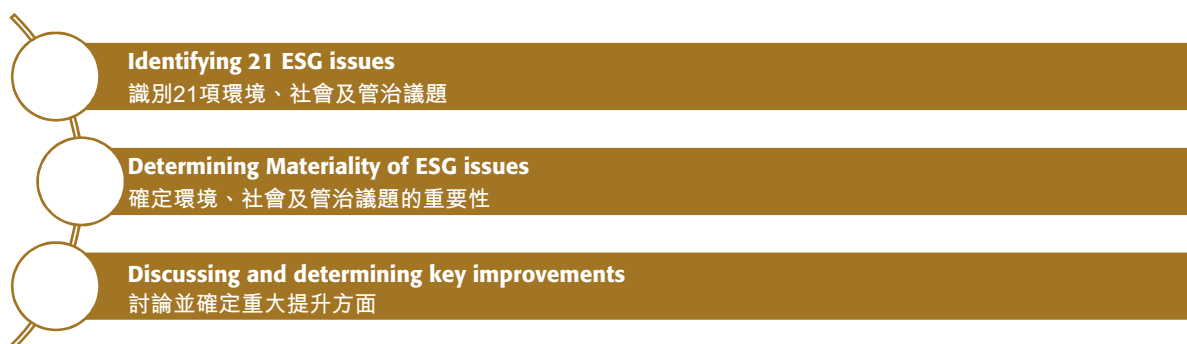 Identifying 21 ESG issues
識別21項環境、社會及管治議題
Determining Materiality of ESG issues
確定環境、社會及管治議題的重要性
Discussing and determining key improvements
討論並確定重大提升方面